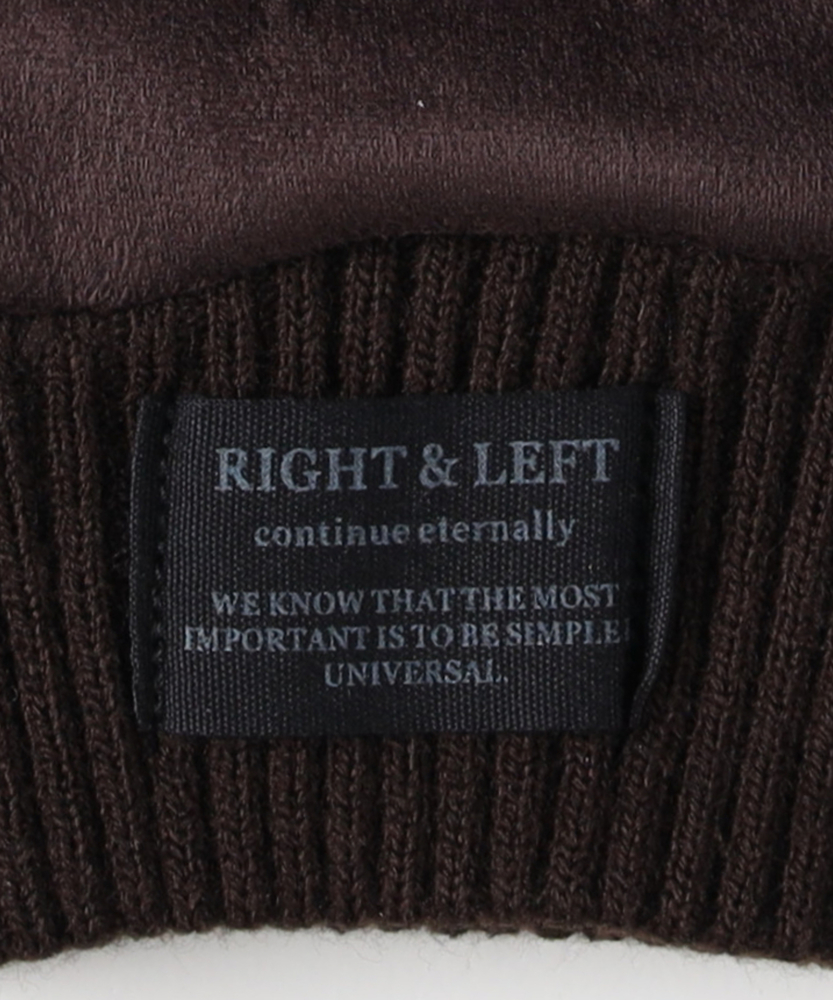 RIGHT & LEFT
continue eternally
WE KNOW THAT THE MOST
IMPORTANT IS TO BE SIMPLE
UNIVERSAL.